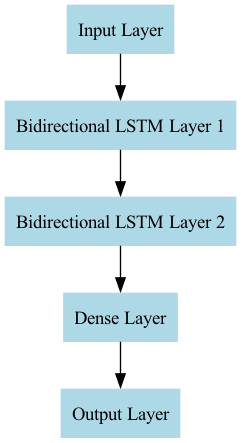 Input Layer
Bidirectional LSTM Layer 1
Bidirectional LSTM Layer 2
Dense Layer
Output Layer